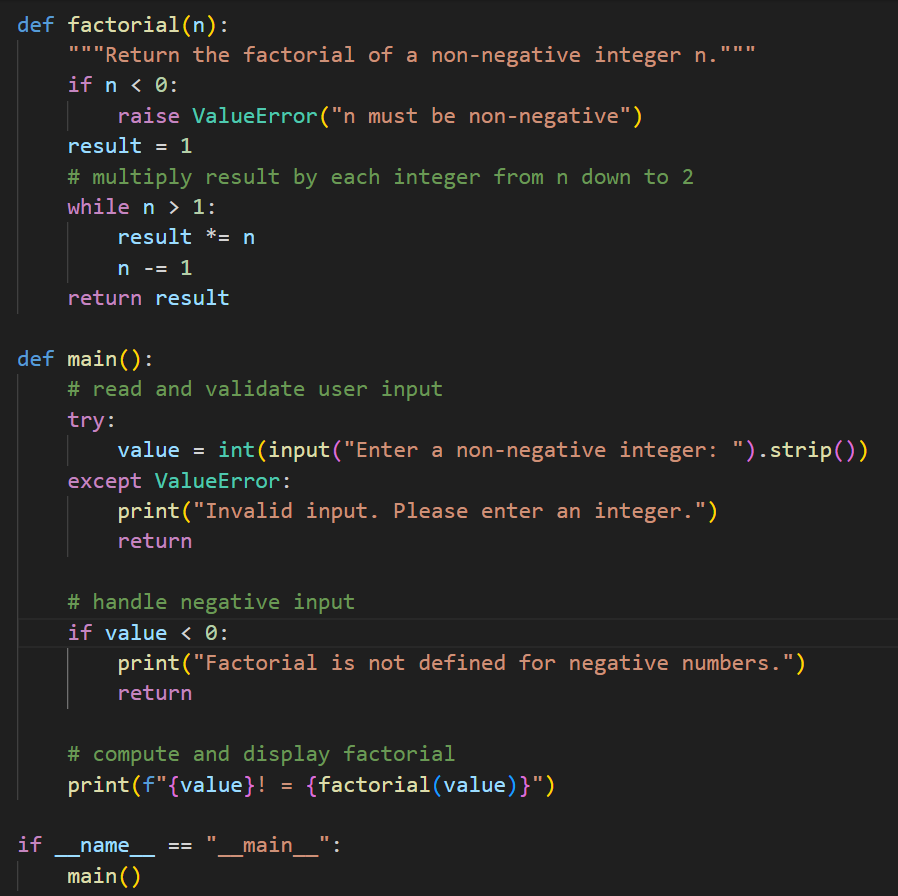 def factorial(n):
    """Return the factorial of a non-negative integer n."""
    if n < 0:
        raise ValueError("n must be non-negative")
    result = 1
    # multiply result by each integer from n down to 2
    while n > 1:
        result *= n
        n -= 1
    return result

def main():
    # read and validate user input
    try:
        value = int(input("Enter a non-negative integer: ").strip())
    except ValueError:
        print("Invalid input. Please enter an integer.")
        return

    # handle negative input
    if value < 0:
        print("Factorial is not defined for negative numbers.")
        return

    # compute and display factorial
    print(f"{value}! = {factorial(value)}")

if __name__ == "__main__":
    main()